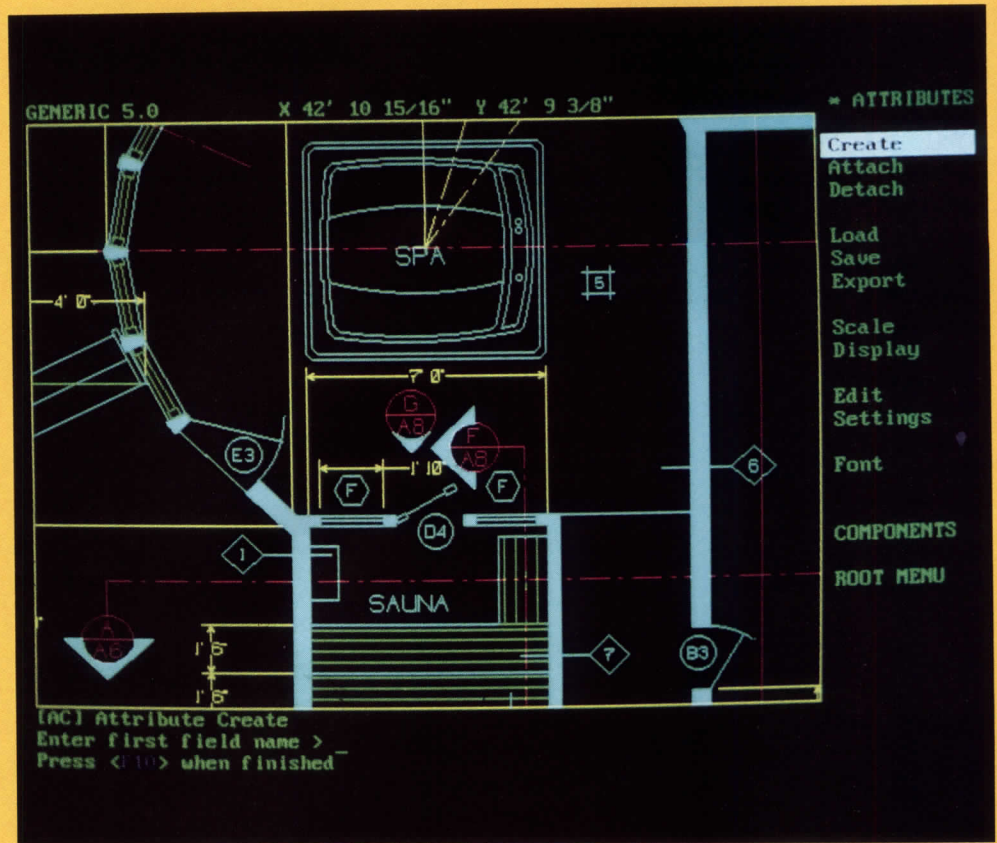 GENERIC 5.0 X 42' 10 15/16" Y 42' 9 3/8"
* ATTRIBUTES
Create
Attach
Detach
Load
Save
Export
Scale
Display
Edit
Settings
Font
COMPONENTS
ROOT MENU
SPA
5
4' 0"
7' 0"
G
A8
F
A8
E3
1' 10"
F
F
6
D4
1
SAUNA
A
A6
1' 6"
7
B3
1' 6"
[AC] Attribute Create
Enter first field name > _
Press <F10> when finished